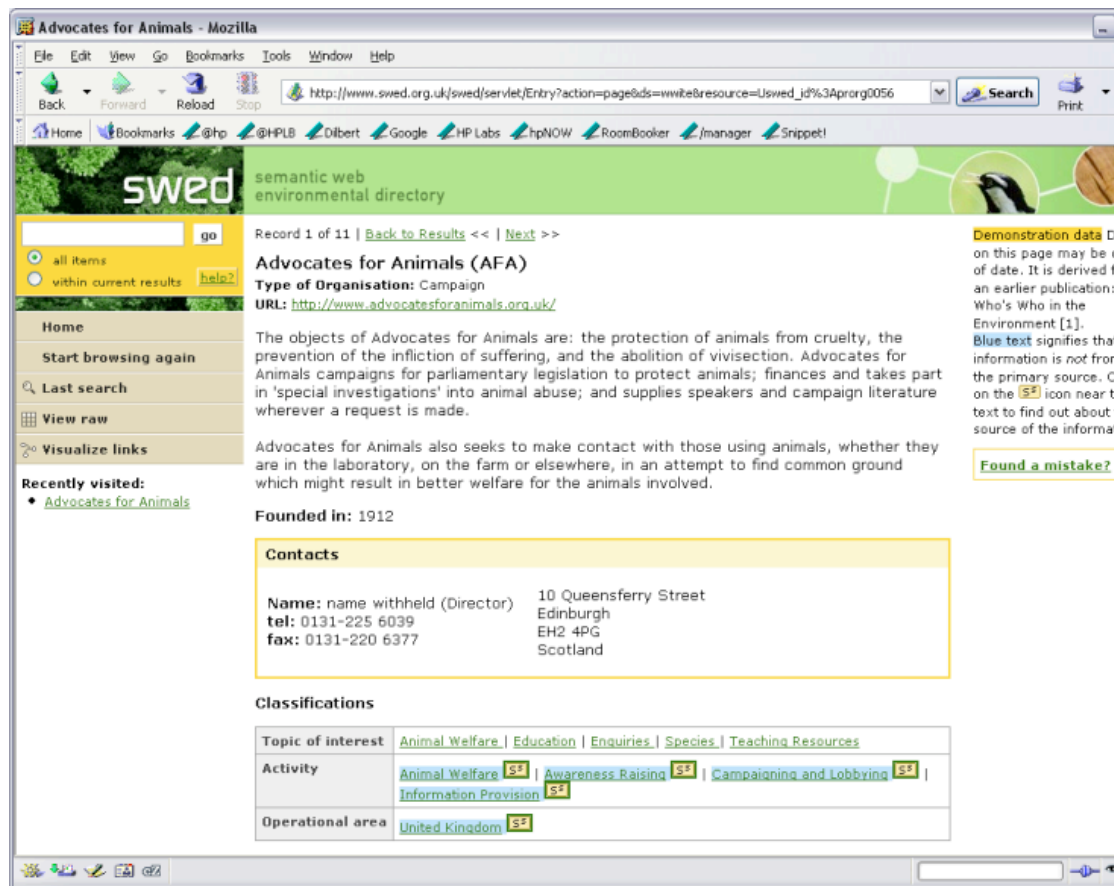 Advocates for Animals - Mozilla
File Edit View Go Bookmarks Tools Window Help
Back Forward Reload Stop http://www.swed.org.uk/swed/servlet/Entry?action=page&ds=wwite&resource=Uswed_id%3Aprorg0056 Search Print
Home Bookmarks @hp @HPLB Dilbert Google HP Labs hpNOW RoomBooker /manager Snippet!
swed
semantic web
environmental directory
go
all items
within current results help?
Home
Start browsing again
Last search
View raw
Visualize links
Recently visited:
Advocates for Animals
Record 1 of 11 | Back to Results << | Next >>
Advocates for Animals (AFA)
Type of Organisation: Campaign
URL: http://www.advocatesforanimals.org.uk/
The objects of Advocates for Animals are: the protection of animals from cruelty, the
prevention of the infliction of suffering, and the abolition of vivisection. Advocates for
Animals campaigns for parliamentary legislation to protect animals; finances and takes part
in 'special investigations' into animal abuse; and supplies speakers and campaign literature
wherever a request is made.
Advocates for Animals also seeks to make contact with those using animals, whether they
are in the laboratory, on the farm or elsewhere, in an attempt to find common ground
which might result in better welfare for the animals involved.
Founded in: 1912
Contacts
Name: name withheld (Director)
tel: 0131-225 6039
fax: 0131-220 6377
10 Queensferry Street
Edinburgh
EH2 4PG
Scotland
Classifications
Topic of interest Animal Welfare | Education | Enquiries | Species | Teaching Resources
Activity Animal Welfare | Awareness Raising | Campaigning and Lobbying |
Information Provision
Operational area United Kingdom
Demonstration data D
on this page may be
of date. It is derived
an earlier publication:
Who's Who in the
Environment [1].
Blue text signifies that
information is not
the primary source.
on the icon near
text to find out about
source of the
Found a mistake?